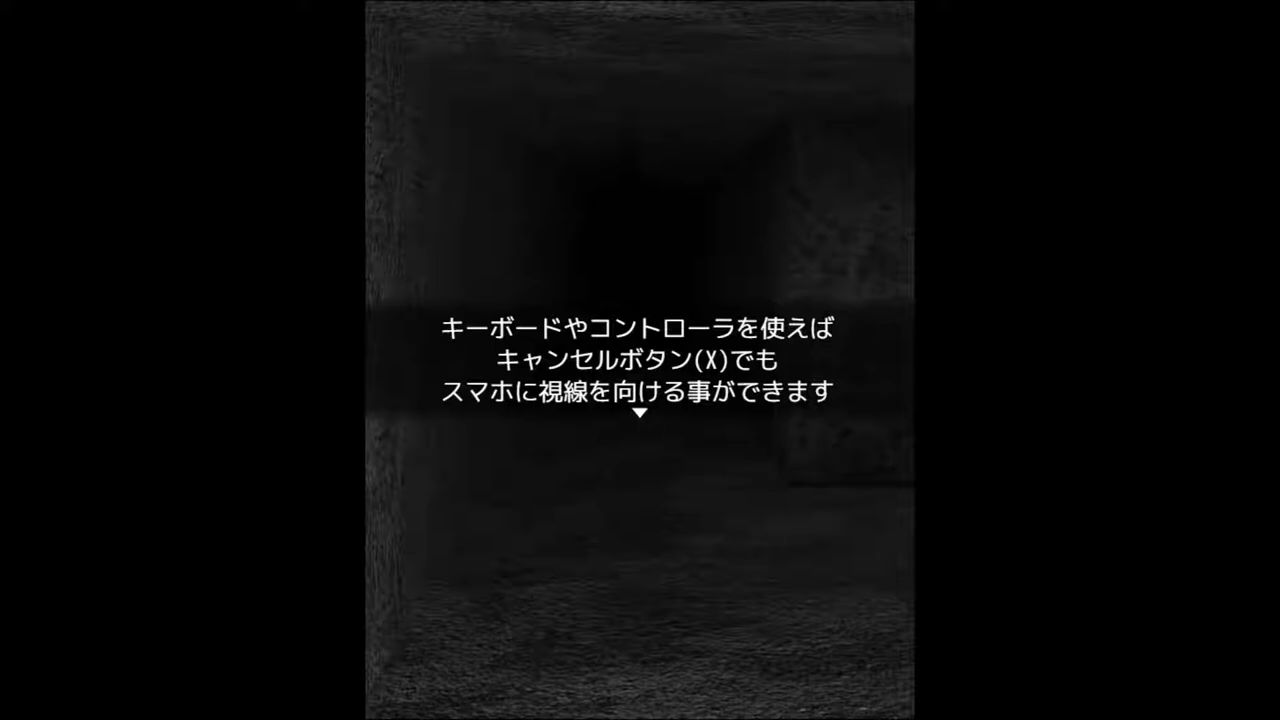 キーボードやコントローラを使えば
キャンセルボタン(X)でも
スマホに視線を向ける事ができます